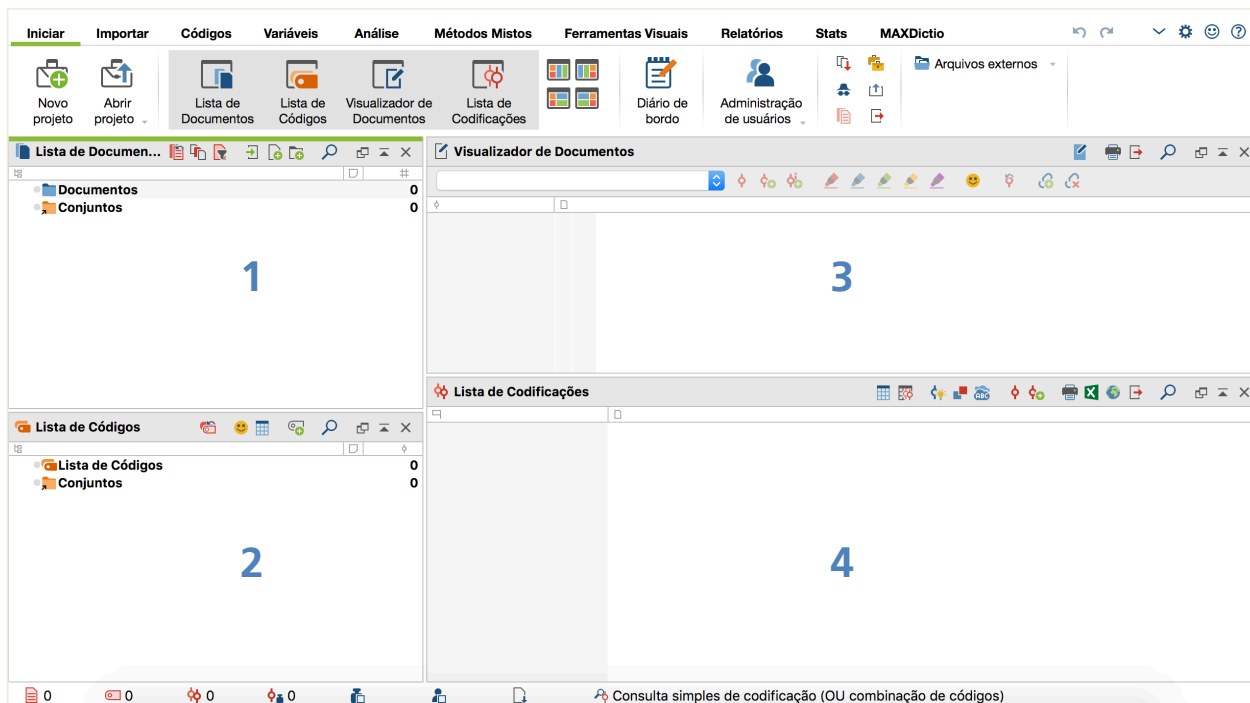 Iniciar Importar Códigos Variáveis Análise Métodos Mistos Ferramentas Visuais Relatórios Stats MAXDictio
Novo projeto
Abrir projeto
Lista de Documentos
Lista de Códigos
Visualizador de Documentos
Lista de Codificações
Diário de bordo
Administração de usuários
Arquivos externos
Lista de Documen...
#
Documentos 0
Conjuntos 0
1
Lista de Códigos
Lista de Códigos 0
Conjuntos 0
2
Visualizador de Documentos
3
Lista de Codificações
ABC
X
4
0 0 0 0 Consulta simples de codificação (OU combinação de códigos)